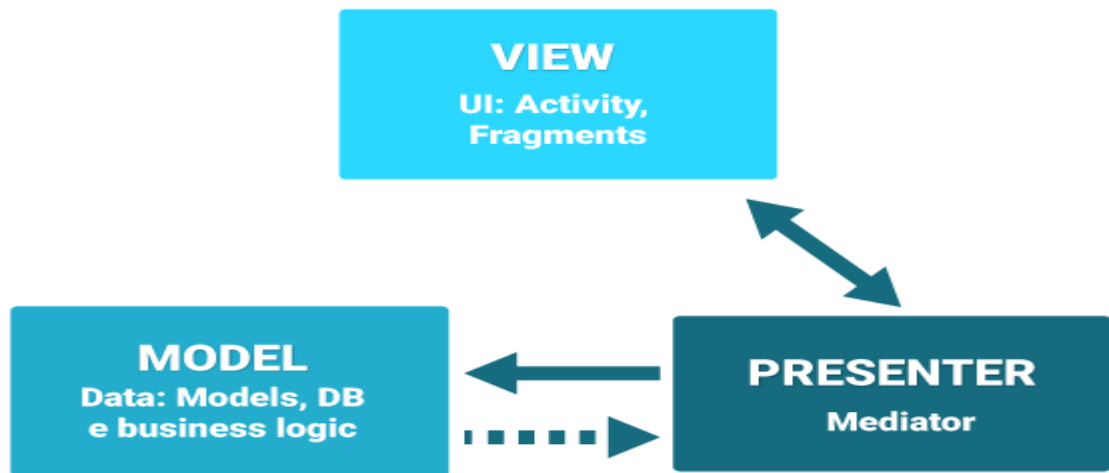 VIEW
UI: Activity,
Fragments
MODEL
Data: Models, DB
e business logic
PRESENTER
Mediator